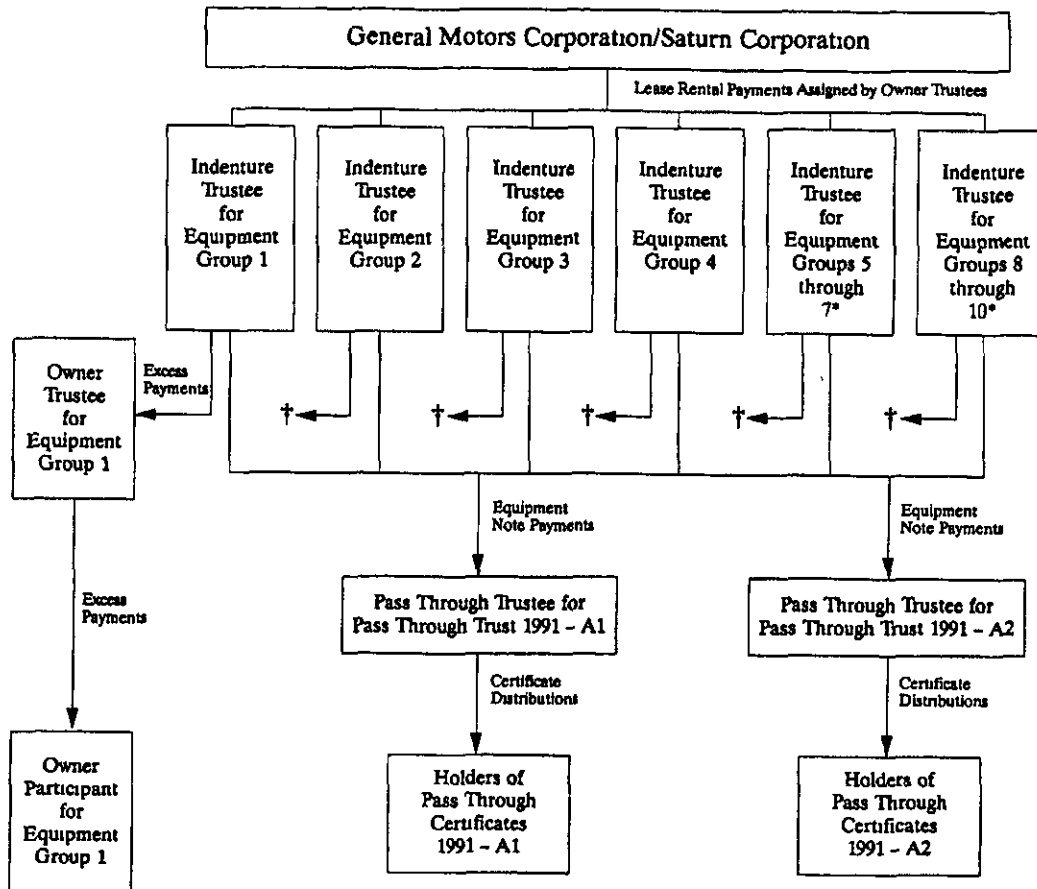 General Motors Corporation/Saturn Corporation
Lease Rental Payments Assigned by Owner Trustees
Indenture
Trustee
for
Equipment
Group 1
Indenture
Trustee
for
Equipment
Group 2
Indenture
Trustee
for
Equipment
Group 3
Indenture
Trustee
for
Equipment
Group 4
Indenture
Trustee
for
Equipment
Groups 5
through
7*
Indenture
Trustee
for
Equipment
Groups 8
through
10*
Owner
Trustee
for
Equipment
Group 1
Excess
Payments
†
†
†
†
†
Equipment
Note Payments
Equipment
Note Payments
Excess
Payments
Pass Through Trustee for
Pass Through Trust 1991 – A1
Pass Through Trustee for
Pass Through Trust 1991 – A2
Certificate
Distributions
Certificate
Distributions
Owner
Participant
for
Equipment
Group 1
Holders of
Pass Through
Certificates
1991 – A1
Holders of
Pass Through
Certificates
1991 – A2